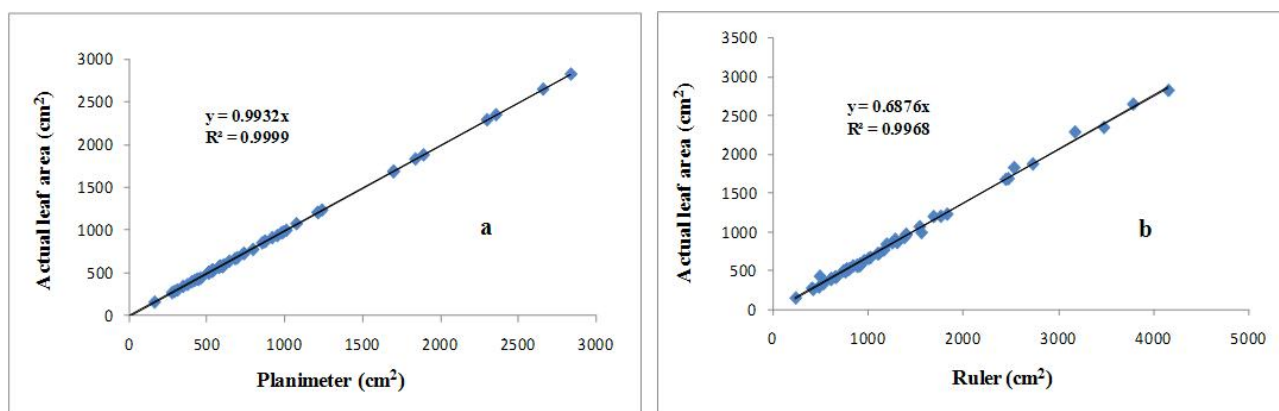 3000
2500
2000
1500
1000
500
0
Actual leaf area (cm²)
y = 0.9932x
R² = 0.9999
a
0 500 1000 1500 2000 2500 3000
Planimeter (cm²)
3500
3000
2500
2000
1500
1000
500
0
Actual leaf area (cm²)
y = 0.6876x
R² = 0.9968
b
0 1000 2000 3000 4000 5000
Ruler (cm²)